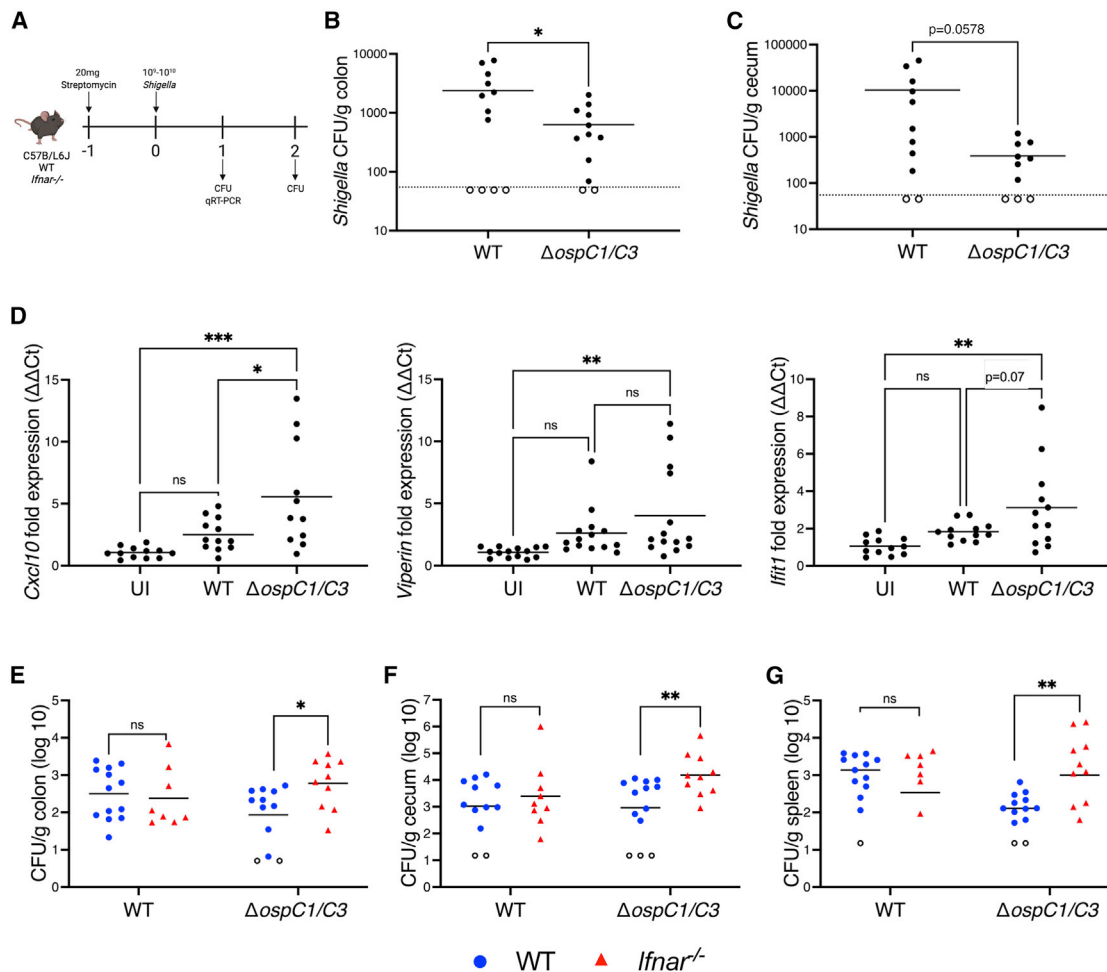 A
20mg
Streptomycin
10⁹-10¹⁰
Shigella
C57B/L6J
WT
Ifnar-/-
-1
0
1
2
CFU
qRT-PCR
CFU
B
*
Shigella CFU/g colon
10000
1000
100
10
WT
ΔospC1/C3
C
p=0.0578
Shigella CFU/g cecum
100000
10000
1000
100
10
WT
ΔospC1/C3
D
***
*
ns
Cxcl10 fold expression (ΔΔCt)
15
10
5
0
UI
WT
ΔospC1/C3
**
ns
ns
Viperin fold expression (ΔΔCt)
15
10
5
0
UI
WT
ΔospC1/C3
**
ns
p=0.07
Ifit1 fold expression (ΔΔCt)
10
8
6
4
2
0
UI
WT
ΔospC1/C3
E
ns
*
CFU/g colon (log 10)
5
4
3
2
1
0
WT
ΔospC1/C3
F
ns
**
CFU/g cecum (log 10)
7
6
5
4
3
2
1
0
WT
ΔospC1/C3
G
ns
**
CFU/g spleen (log 10)
5
4
3
2
1
0
WT
ΔospC1/C3
WT
Ifnar-/-